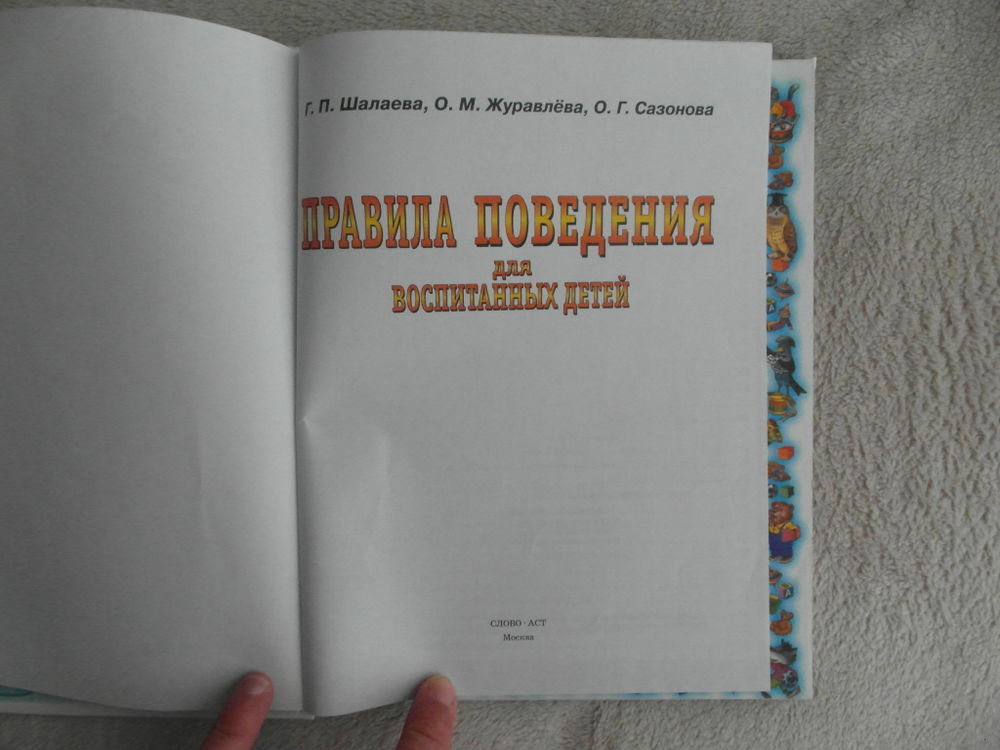 Г. П. Шалаева, О. М. Журавлёва, О. Г. Сазонова
ПРАВИЛА ПОВЕДЕНИЯ
ДЛЯ
ВОСПИТАННЫХ ДЕТЕЙ
СЛОВО · АСТ
Москва